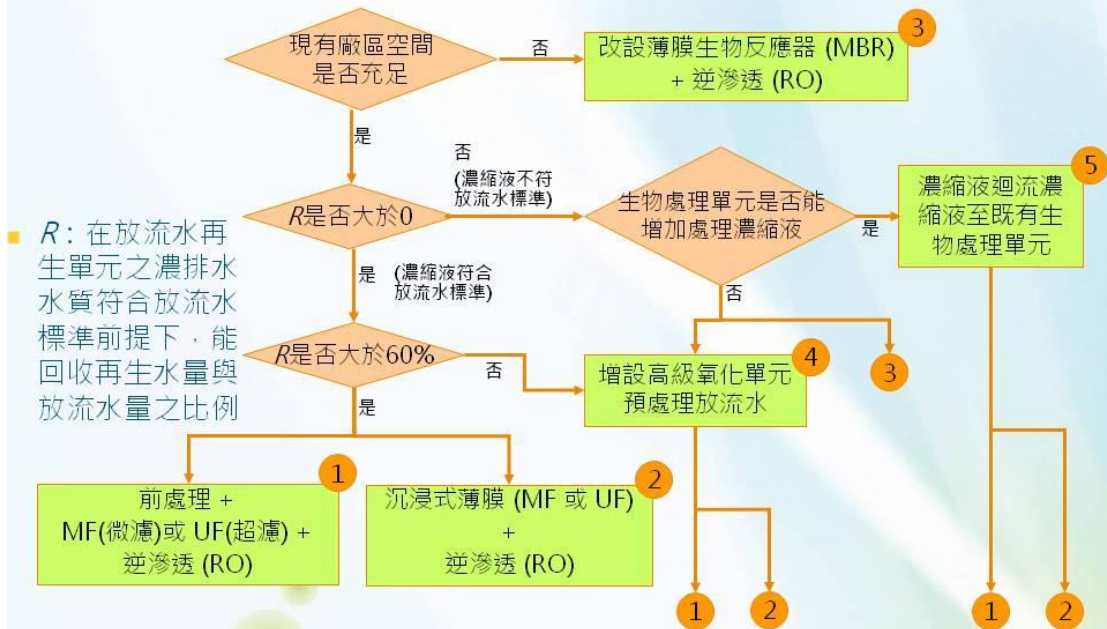 現有廠區空間
是否充足
否
3
改設薄膜生物反應器 (MBR)
+ 逆滲透 (RO)
是
R是否大於0
否
(濃縮液不符
放流水標準)
生物處理單元是否能
增加處理濃縮液
是
5
濃縮液迴流濃
縮液至既有生
物處理單元
R：在放流水再
生單元之濃排水
水質符合放流水
標準前提下，能
回收再生水量與
放流水量之比例
是
(濃縮液符合
放流水標準)
否
R是否大於60%
否
4
增設高級氧化單元
預處理放流水
3
是
1
前處理 +
MF(微濾)或 UF(超濾) +
逆滲透 (RO)
2
沉浸式薄膜 (MF 或 UF)
+
逆滲透 (RO)
1
2
1
2